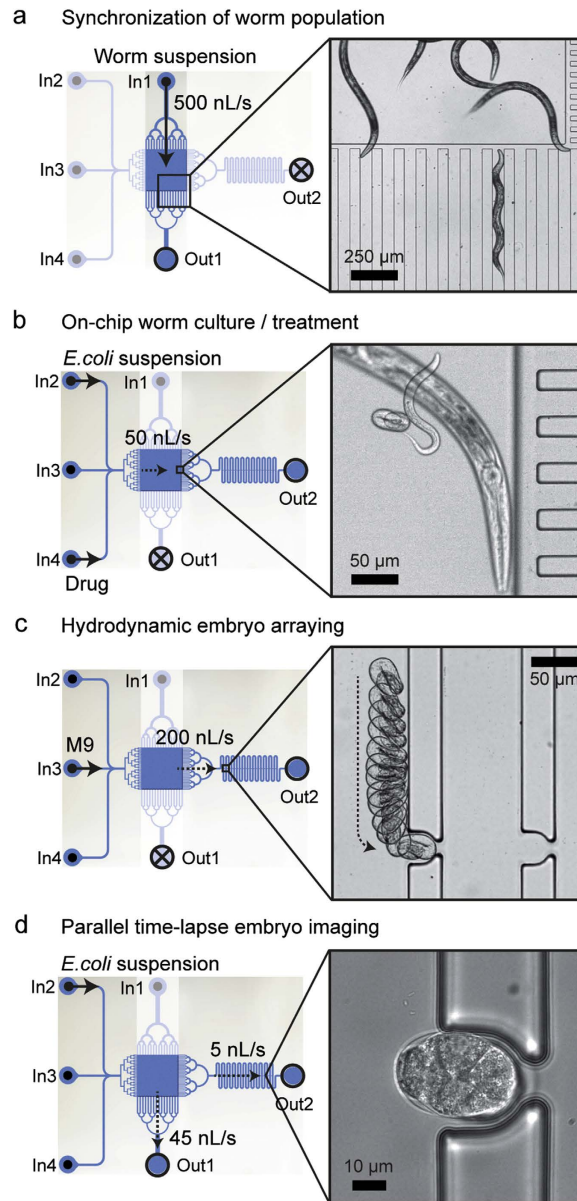 a Synchronization of worm population
Worm suspension
In2
In1
500 nL/s
In3
Out2
In4
Out1
250 µm
b On-chip worm culture / treatment
E.coli suspension
In2
In1
50 nL/s
In3
Out2
In4
Out1
Drug
50 µm
c Hydrodynamic embryo arraying
In2
In1
50 µm
M9
200 nL/s
In3
Out2
In4
Out1
d Parallel time-lapse embryo imaging
E.coli suspension
In2
In1
5 nL/s
In3
Out2
45 nL/s
In4
Out1
10 µm